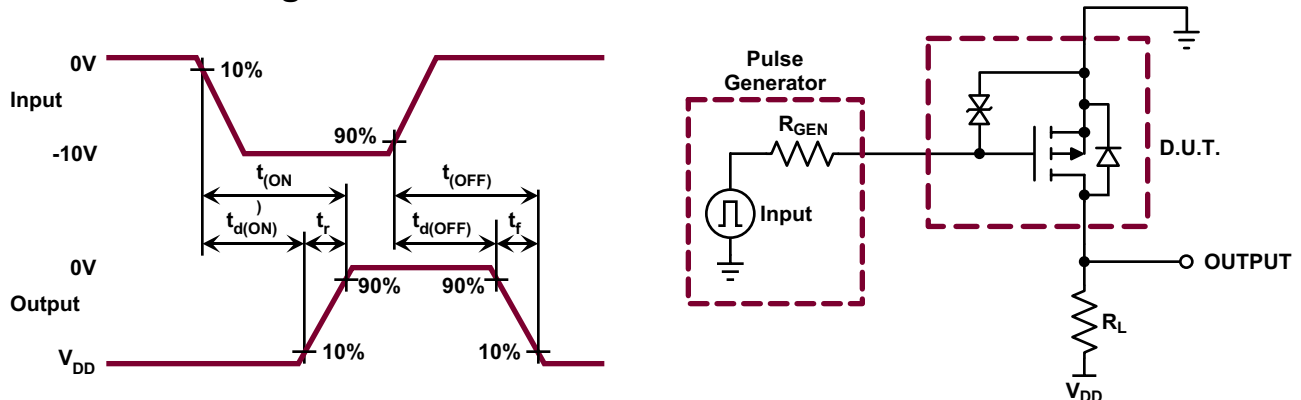 0V
10%
Input
90%
-10V
t(ON
)
t(OFF)
td(ON)
tr
td(OFF)
tf
0V
90%
90%
Output
10%
10%
VDD
Pulse
Generator
RGEN
Input
D.U.T.
OUTPUT
RL
VDD